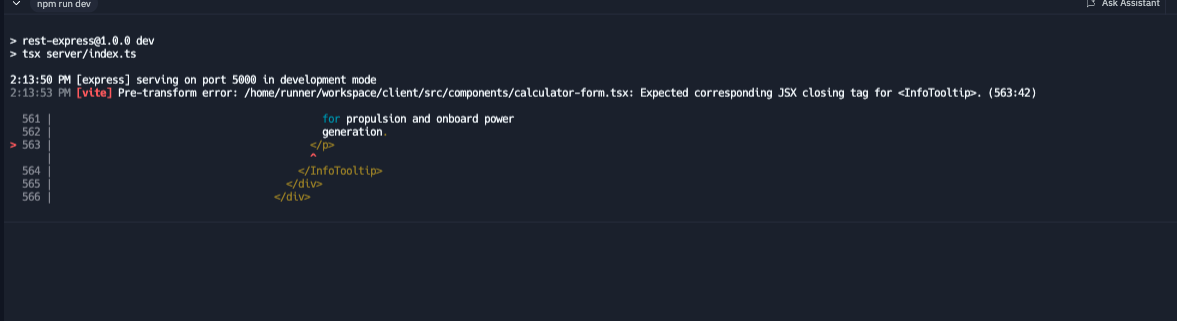 npm run dev
Ask Assistant
> rest-express@1.0.0 dev
> tsx server/index.ts
2:13:50 PM [express] serving on port 5000 in development mode
2:13:53 PM [vite] Pre-transform error: /home/runner/workspace/client/src/components/calculator-form.tsx: Expected corresponding JSX closing tag for <InfoTooltip>. (563:42)
561 | for propulsion and onboard power
562 | generation.
> 563 | </p>
| ^
564 | </InfoTooltip>
565 | </div>
566 | </div>